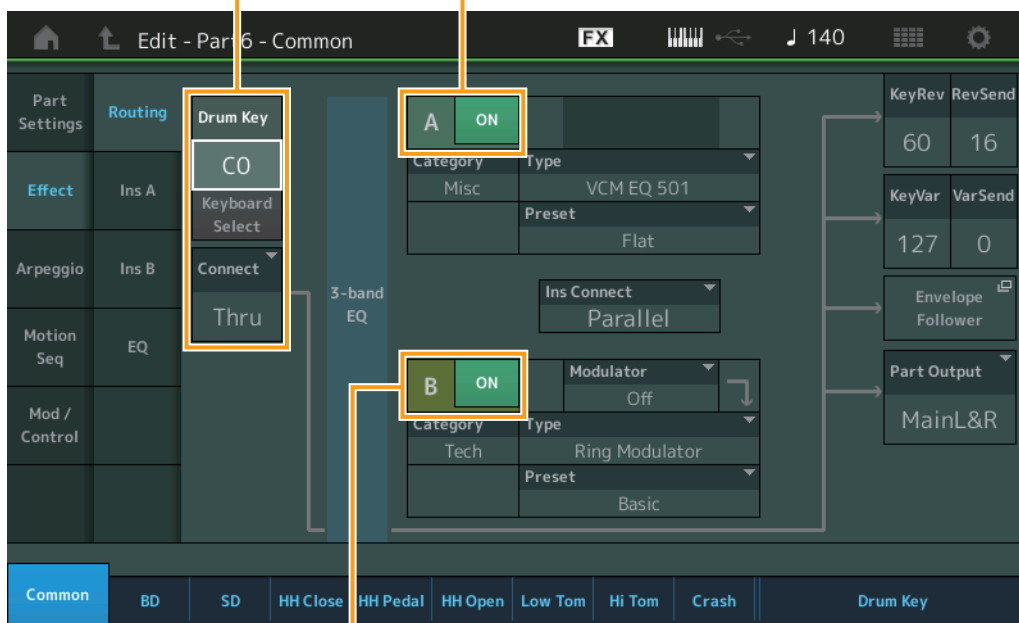 Edit - Part6 - Common
FX
♩ 140
Part Settings
Effect
Arpeggio
Motion Seq
Mod / Control
Routing
Ins A
Ins B
EQ
Drum Key
C0
Keyboard Select
Connect
Thru
3-band EQ
A ON
Category Type
Misc VCM EQ 501
Preset
Flat
Ins Connect
Parallel
B ON
Modulator
Off
Category Type
Tech Ring Modulator
Preset
Basic
KeyRev RevSend
60 16
KeyVar VarSend
127 0
Envelope Follower
Part Output
MainL&R
Common BD SD HH Close HH Pedal HH Open Low Tom Hi Tom Crash Drum Key